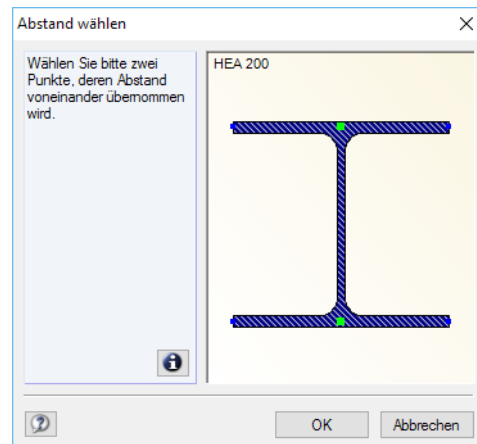 Abstand wählen
Wählen Sie bitte zwei
Punkte, deren Abstand
voneinander übernommen
wird.
HEA 200
OK
Abbrechen